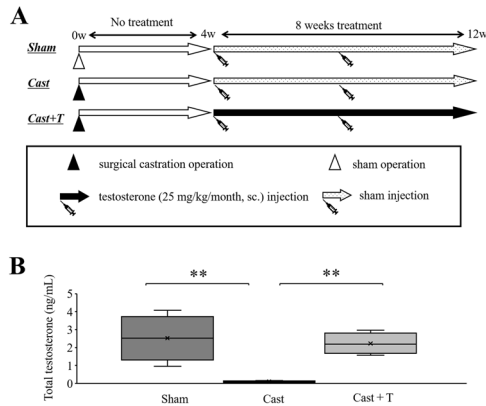 A
No treatment
8 weeks treatment
0w
4w
12w
Sham
Cast
Cast+T
surgical castration operation
sham operation
testosterone (25 mg/kg/month, sc.) injection
sham injection
B
**
**
Total testosterone (ng/mL)
5
4
3
2
1
0
Sham
Cast
Cast+T